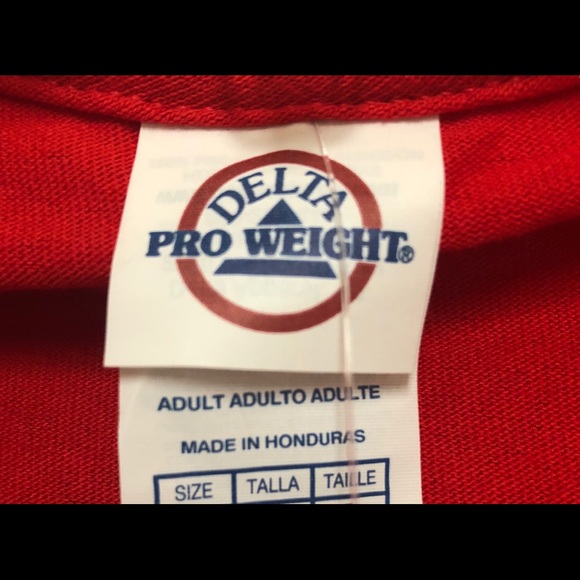 DELTA
PRO WEIGHT®
ADULT ADULTO ADULTE
MADE IN HONDURAS
SIZE TALLA TAILLE